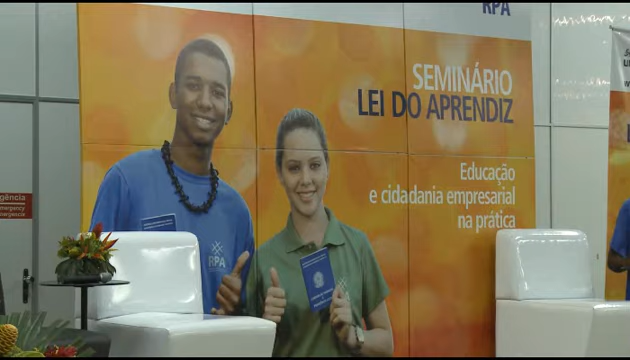 RPA
SEMINÁRIO
LEI DO APRENDIZ
Educação
e cidadania empresarial
na prática
RPA